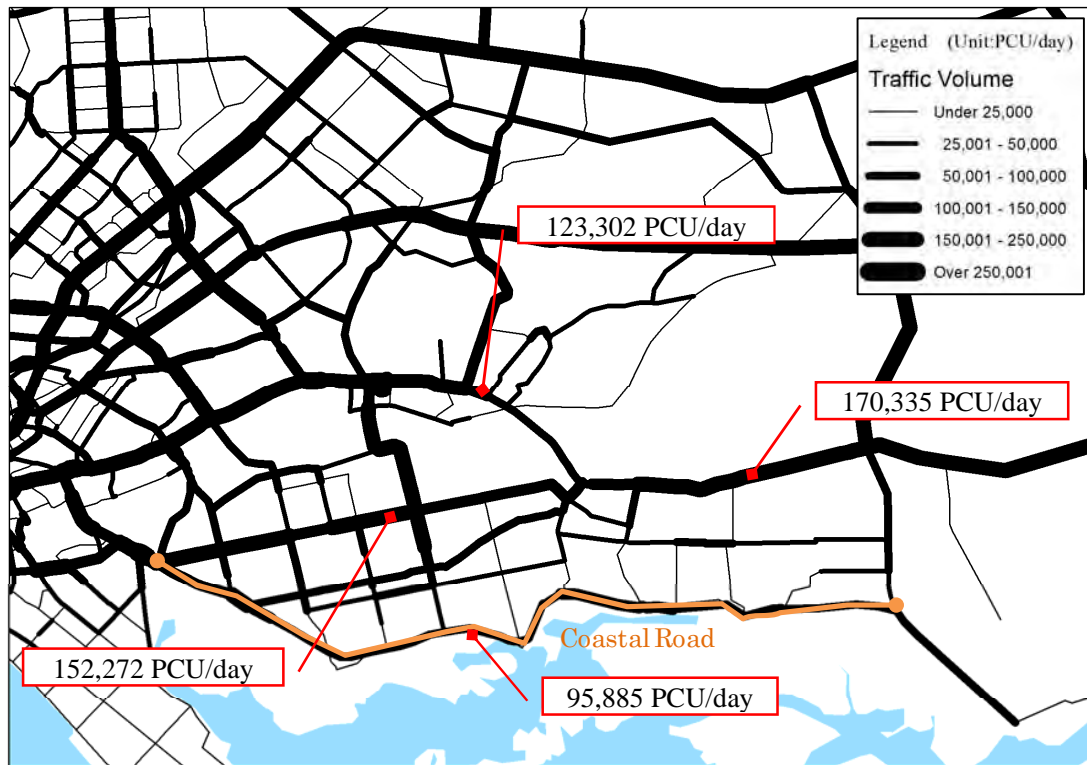 Legend (Unit:PCU/day)
Traffic Volume
Under 25,000
25,001 - 50,000
50,001 - 100,000
100,001 - 150,000
150,001 - 250,000
Over 250,001
123,302 PCU/day
170,335 PCU/day
Coastal Road
152,272 PCU/day
95,885 PCU/day